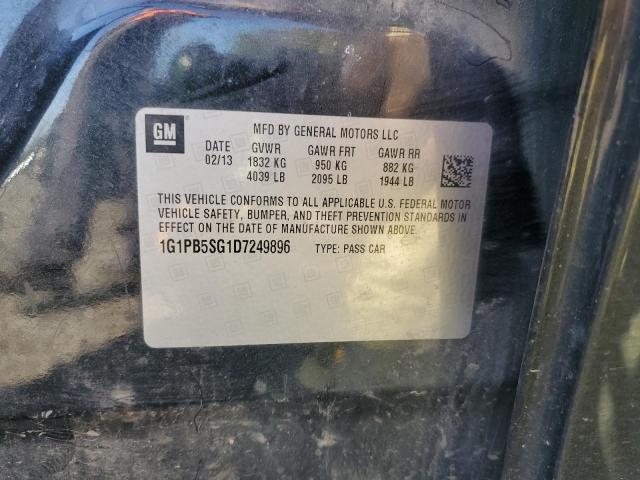 GM
MFD BY GENERAL MOTORS LLC
DATE GVWR GAWR FRT GAWR RR
02/13 1832 KG 950 KG 882 KG
4039 LB 2095 LB 1944 LB
THIS VEHICLE CONFORMS TO ALL APPLICABLE U.S. FEDERAL MOTOR
VEHICLE SAFETY, BUMPER, AND THEFT PREVENTION STANDARDS IN
EFFECT ON THE DATE OF MANUFACTURE SHOWN ABOVE.
1G1PB5SG1D7249896 TYPE: PASS CAR